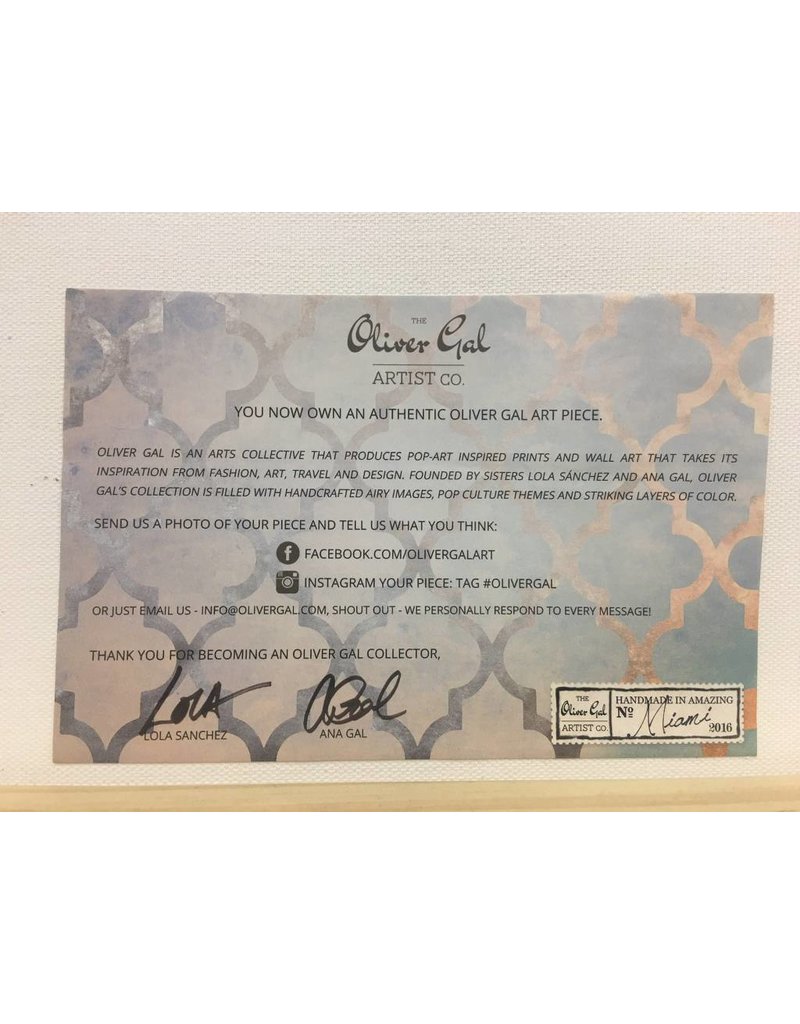 THE
Oliver Gal
ARTIST CO.
YOU NOW OWN AN AUTHENTIC OLIVER GAL ART PIECE.
OLIVER GAL IS AN ARTS COLLECTIVE THAT PRODUCES POP-ART INSPIRED PRINTS AND WALL ART THAT TAKES ITS
INSPIRATION FROM FASHION, ART, TRAVEL AND DESIGN. FOUNDED BY SISTERS LOLA SÁNCHEZ AND ANA GAL, OLIVER
GAL'S COLLECTION IS FILLED WITH HANDCRAFTED AIRY IMAGES, POP CULTURE THEMES AND STRIKING LAYERS OF COLOR.
SEND US A PHOTO OF YOUR PIECE AND TELL US WHAT YOU THINK:
f FACEBOOK.COM/OLIVERGALART
INSTAGRAM YOUR PIECE: TAG #OLIVERGAL
OR JUST EMAIL US - INFO@OLIVERGAL.COM, SHOUT OUT - WE PERSONALLY RESPOND TO EVERY MESSAGE!
THANK YOU FOR BECOMING AN OLIVER GAL COLLECTOR,
LOLA
LOLA SANCHEZ
A Gal
ANA GAL
THE
Oliver Gal
ARTIST CO.
HANDMADE IN AMAZING
Nº Miami
2016